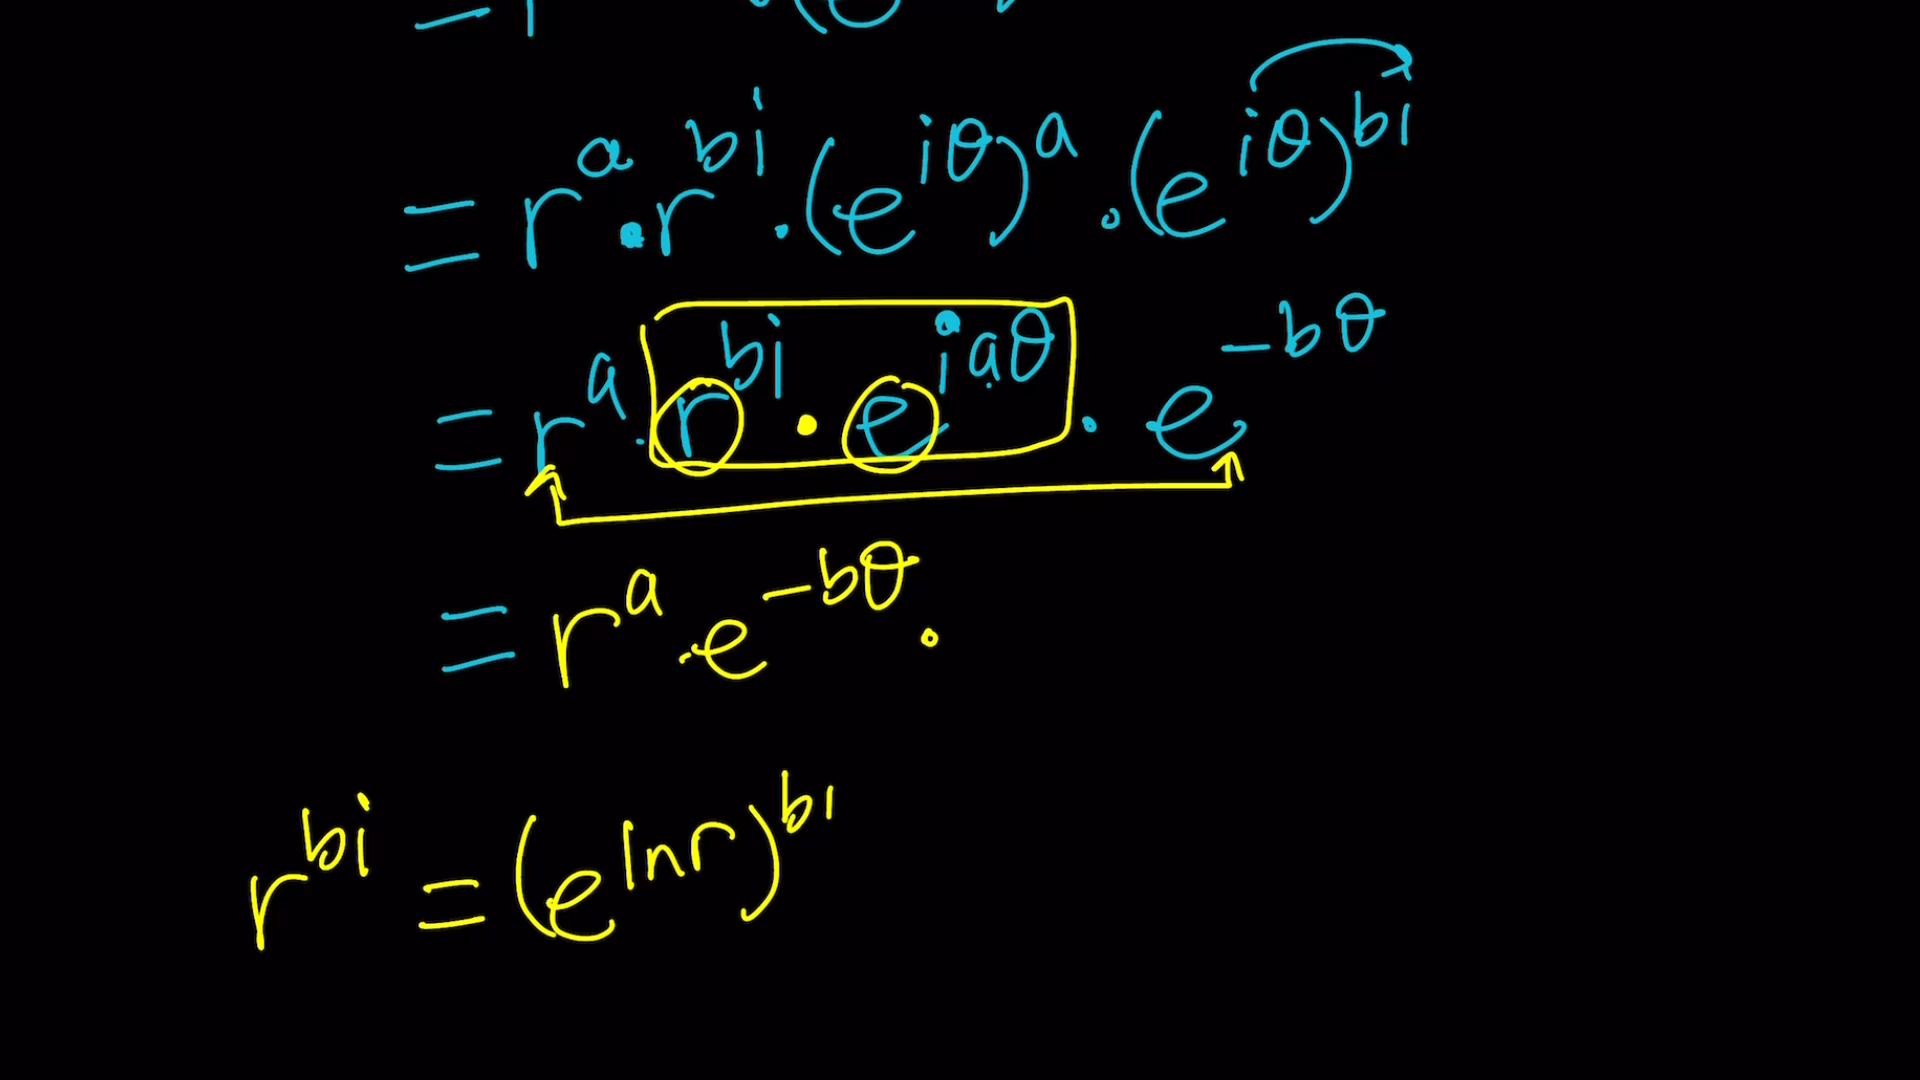 = r^a · r^{bi} · (e^{iθ})^a · (e^{iθ})^{bi}
= r^a · r^{bi} · e^{iaθ} · e^{-bθ}
= r^a · e^{-bθ} ·
r^{bi} = (e^{ln r})^{bi}